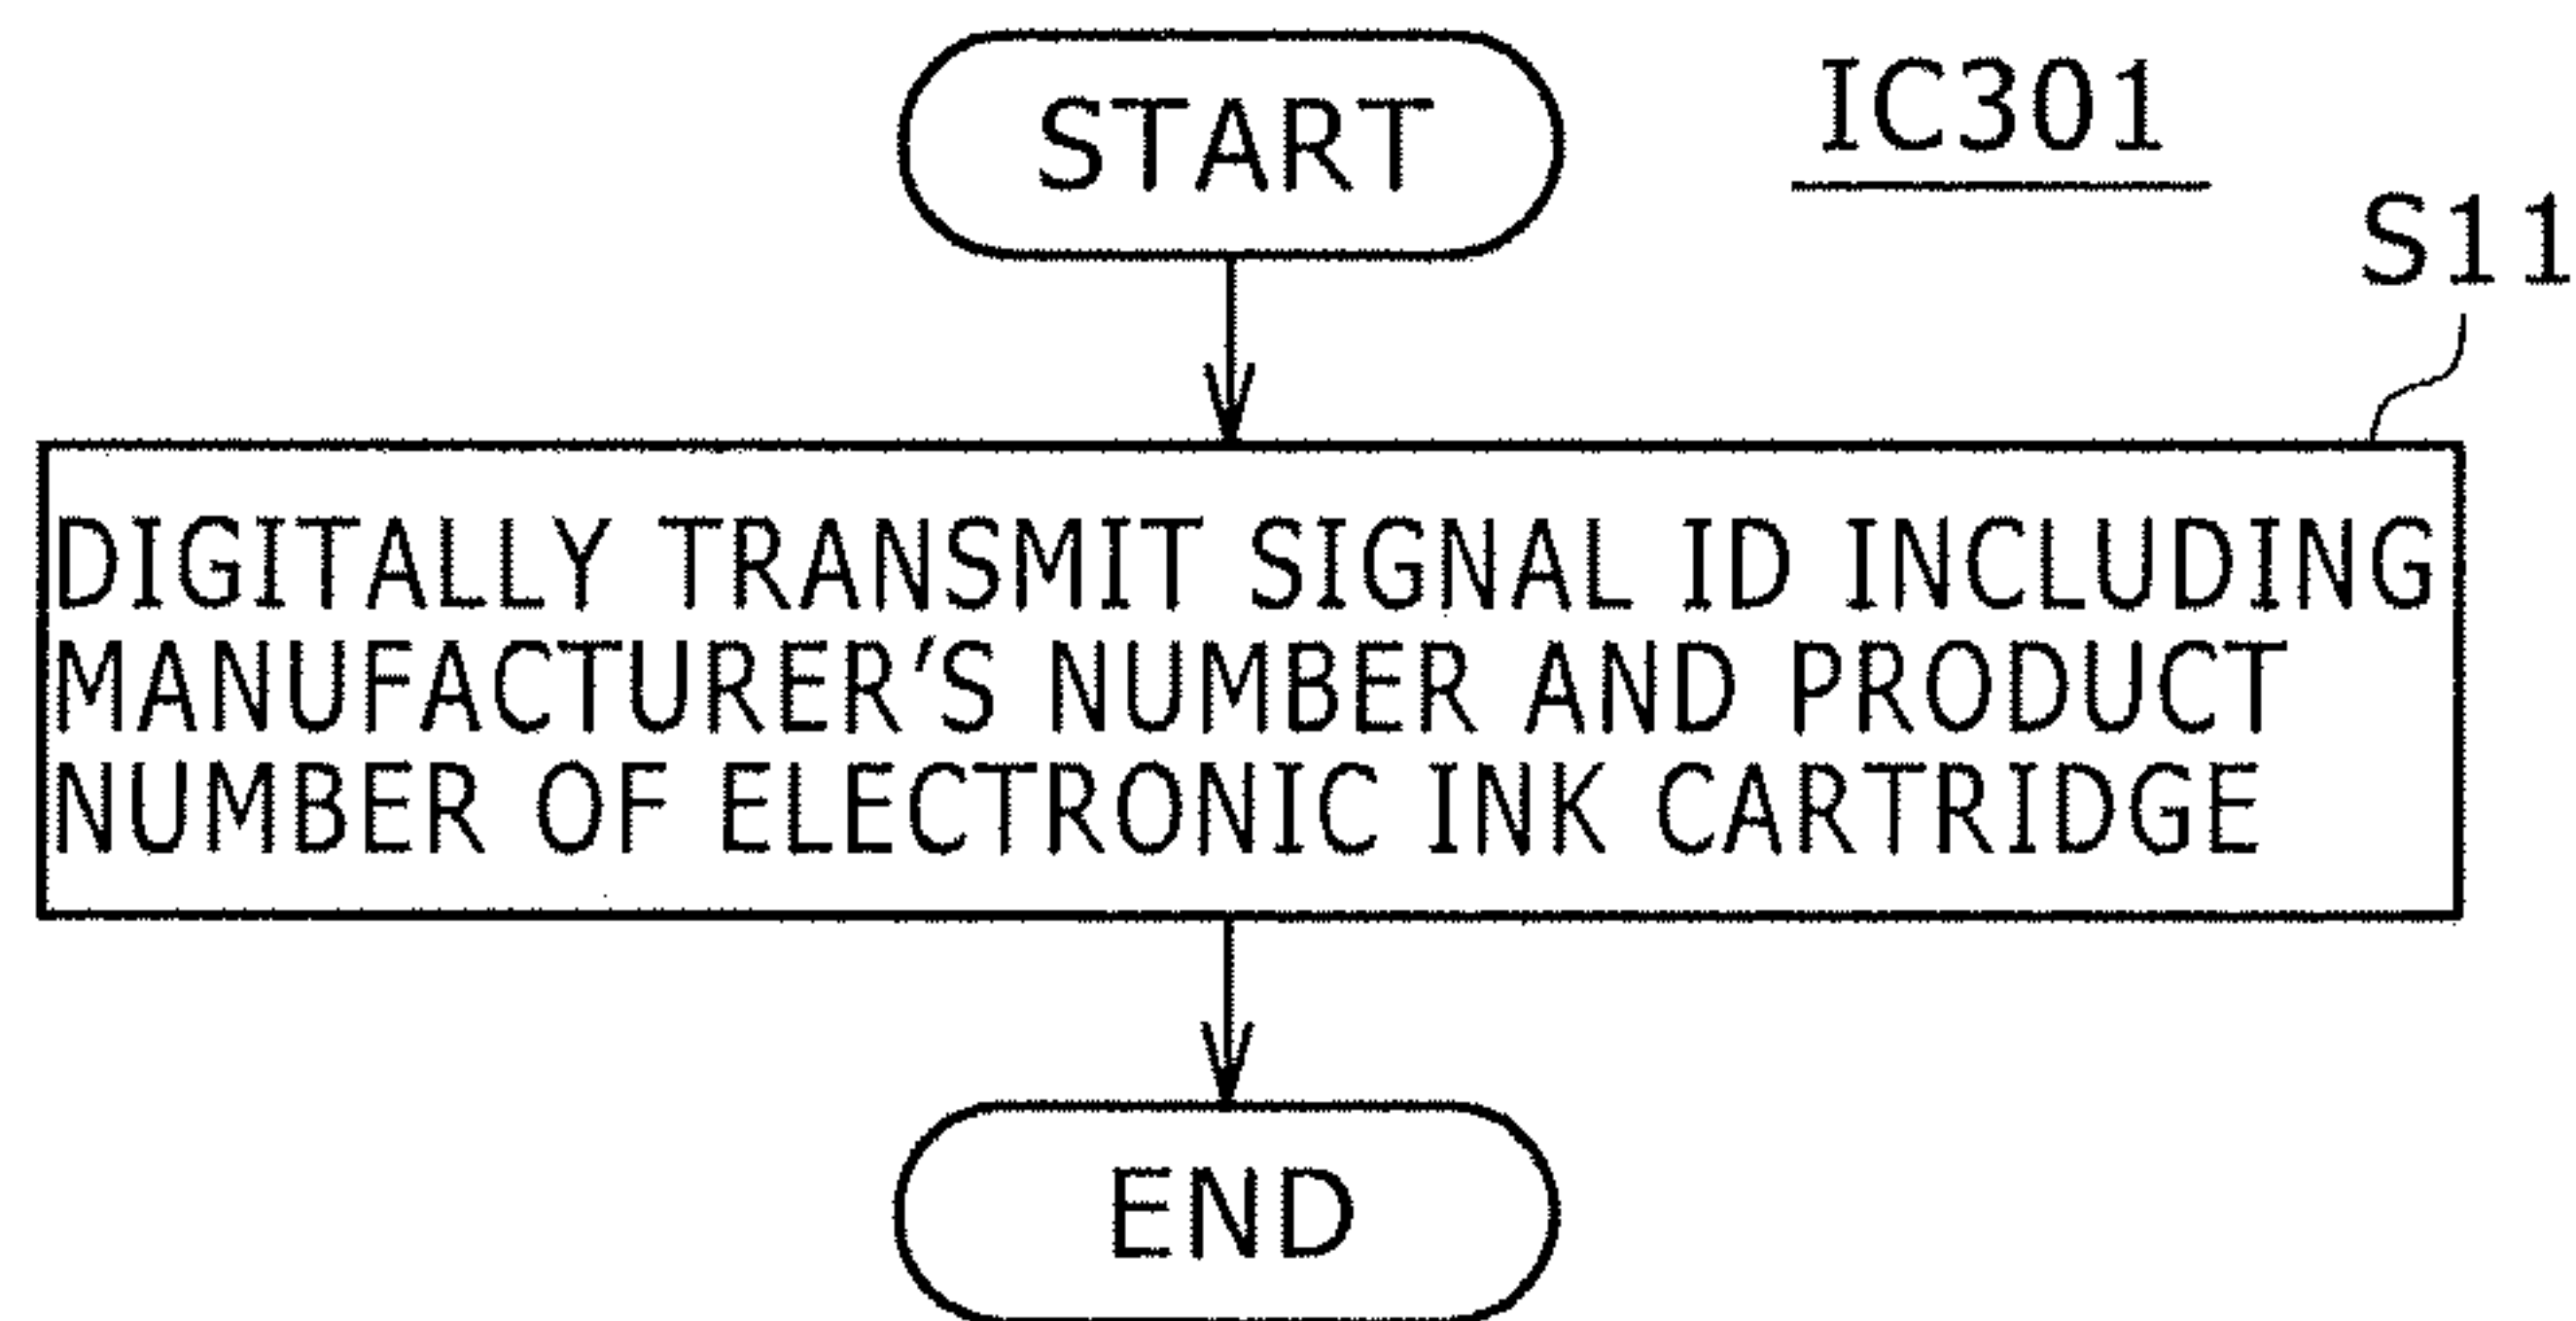 START
IC301
S11
DIGITALLY TRANSMIT SIGNAL ID INCLUDING
MANUFACTURER'S NUMBER AND PRODUCT
NUMBER OF ELECTRONIC INK CARTRIDGE
END